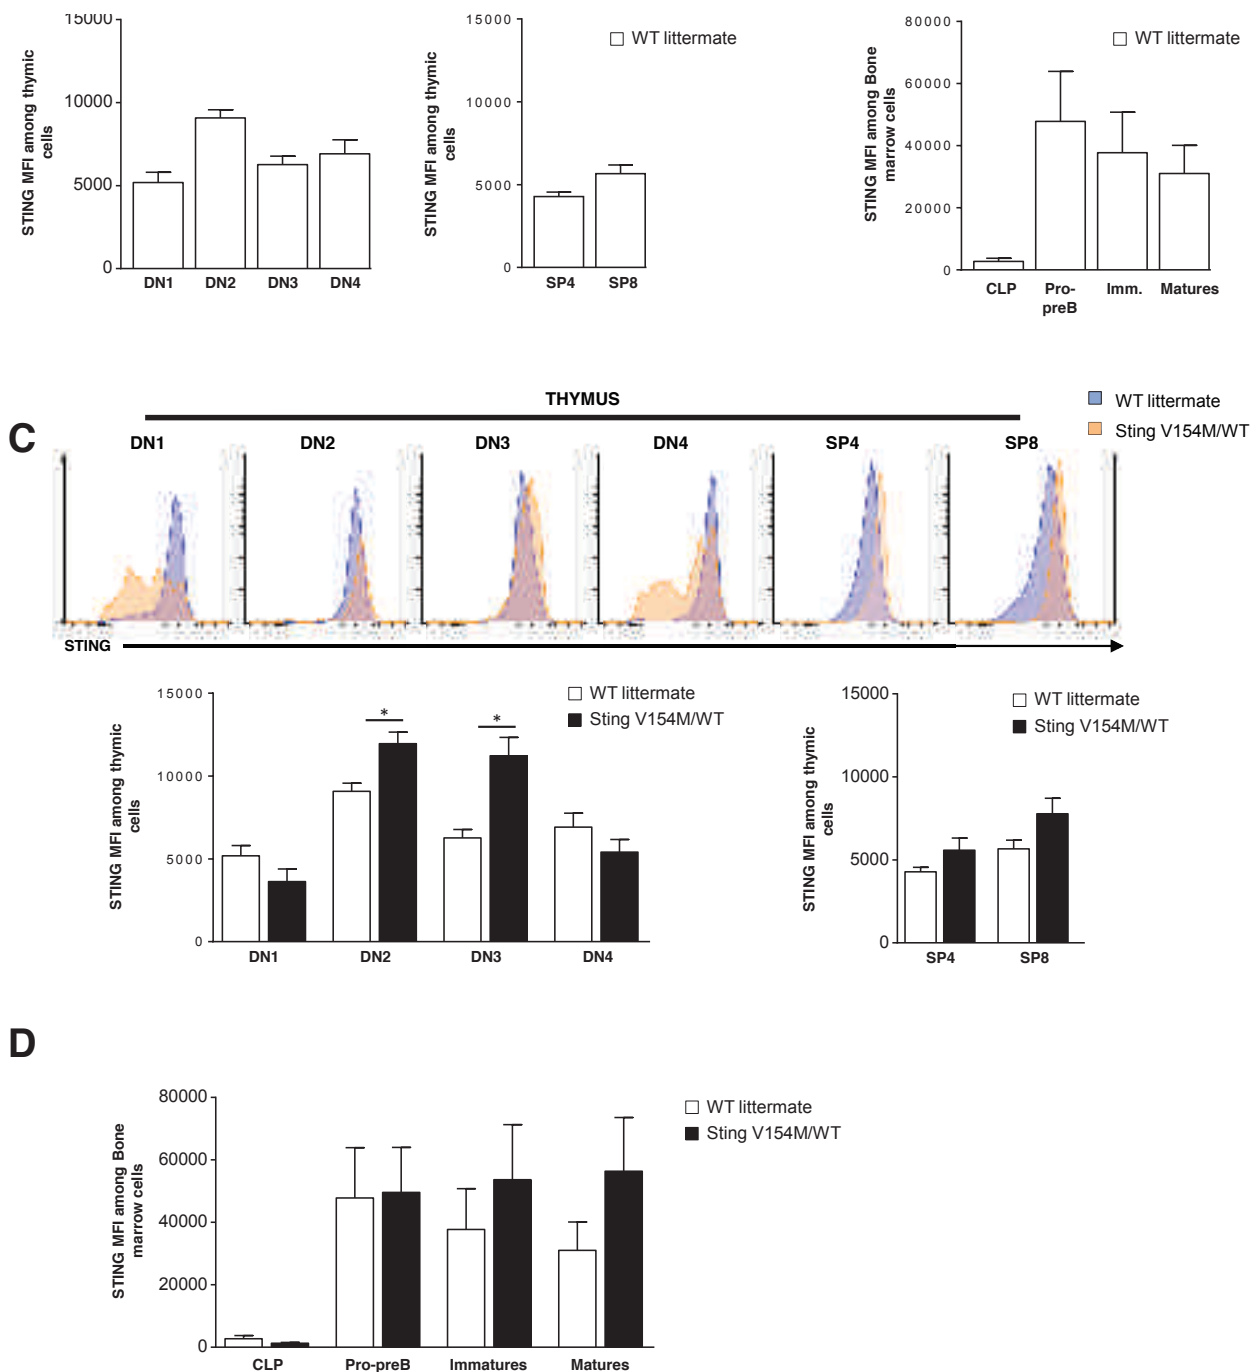 15000
10000
5000
0
STING MFI among thymic
cells
DN1 DN2 DN3 DN4
15000
10000
5000
0
STING MFI among thymic
cells
WT littermate
SP4 SP8
80000
60000
40000
20000
0
STING MFI among Bone
marrow cells
WT littermate
CLP Pro-preB Imm. Matures
C
THYMUS
WT littermate
Sting V154M/WT
DN1 DN2 DN3 DN4 SP4 SP8
STING
15000
10000
5000
0
STING MFI among thymic
cells
WT littermate
Sting V154M/WT
* *
DN1 DN2 DN3 DN4
15000
10000
5000
0
STING MFI among thymic
cells
WT littermate
Sting V154M/WT
SP4 SP8
D
80000
60000
40000
20000
0
STING MFI among Bone
marrow cells
WT littermate
Sting V154M/WT
CLP Pro-preB Immatures Matures